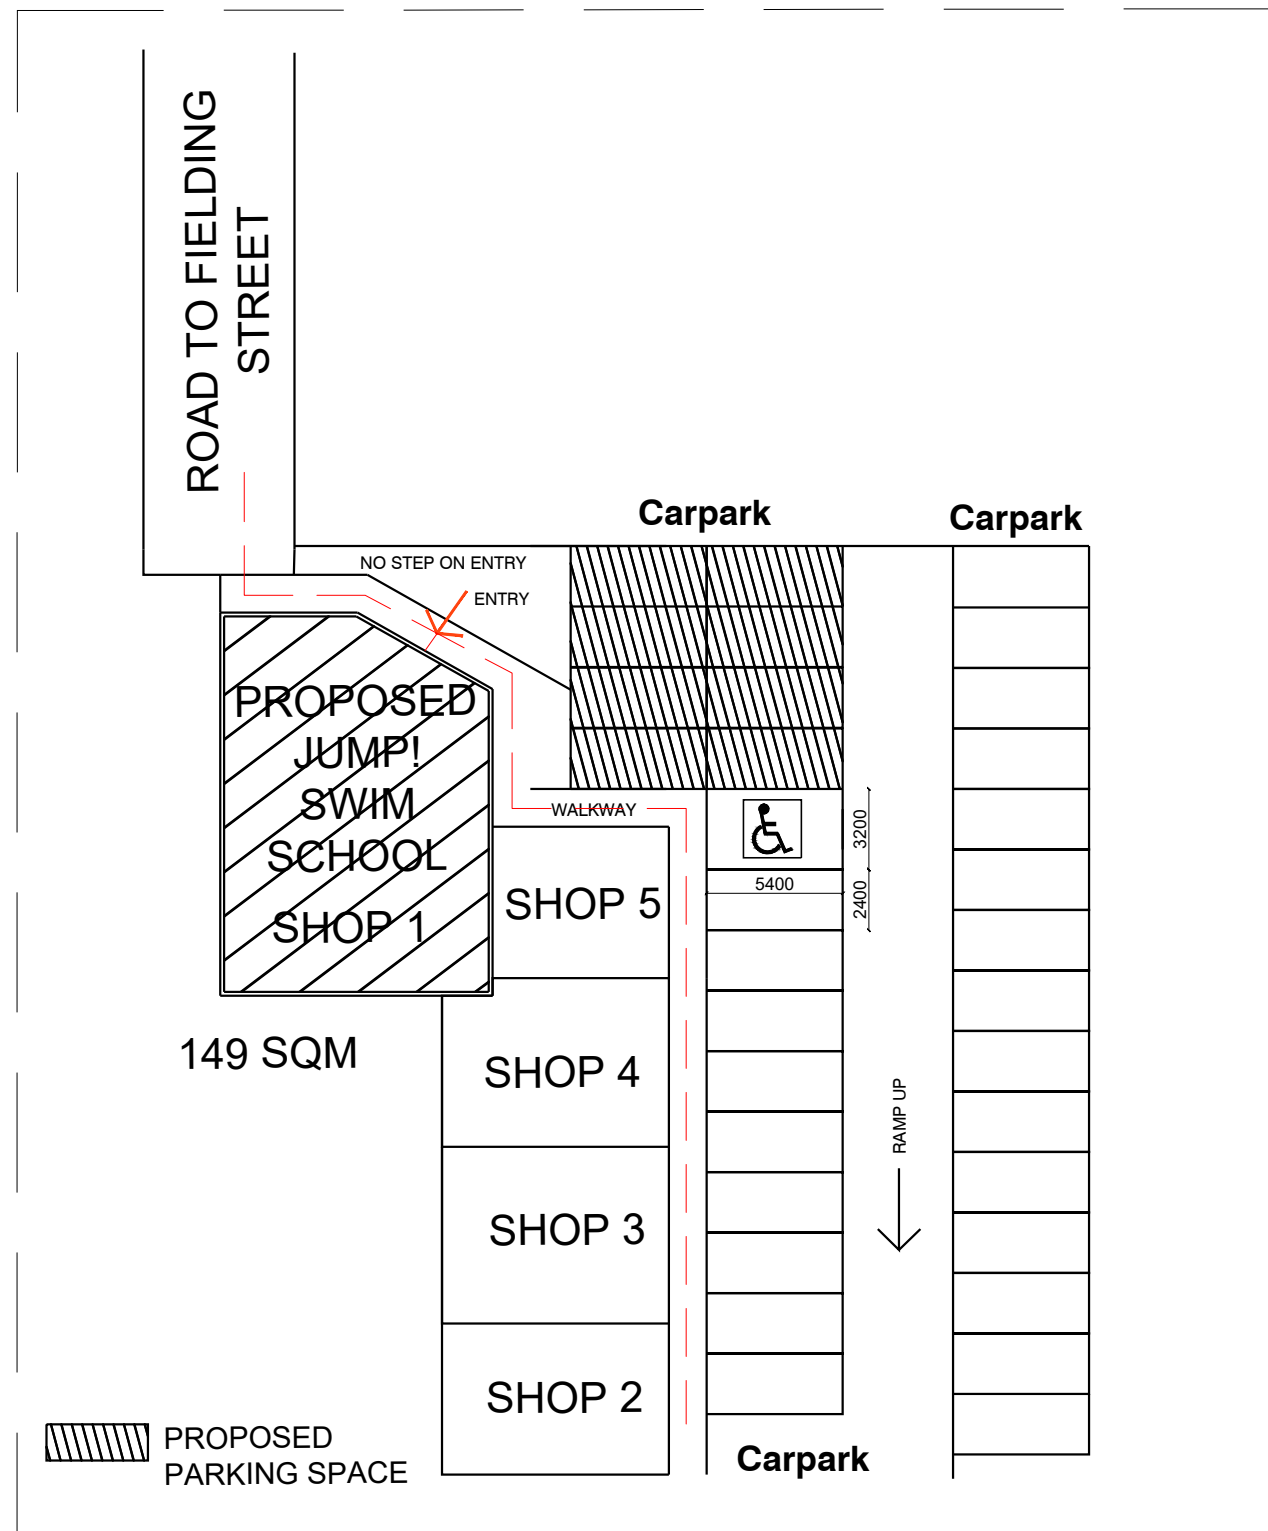 ROAD TO FIELDING
STREET
Carpark
Carpark
NO STEP ON ENTRY
ENTRY
PROPOSED
JUMP!
SWIM
SCHOOL
SHOP 1
WALKWAY
3200
5400
2400
SHOP 5
149 SQM
SHOP 4
RAMP UP
SHOP 3
SHOP 2
Carpark
PROPOSED
PARKING SPACE